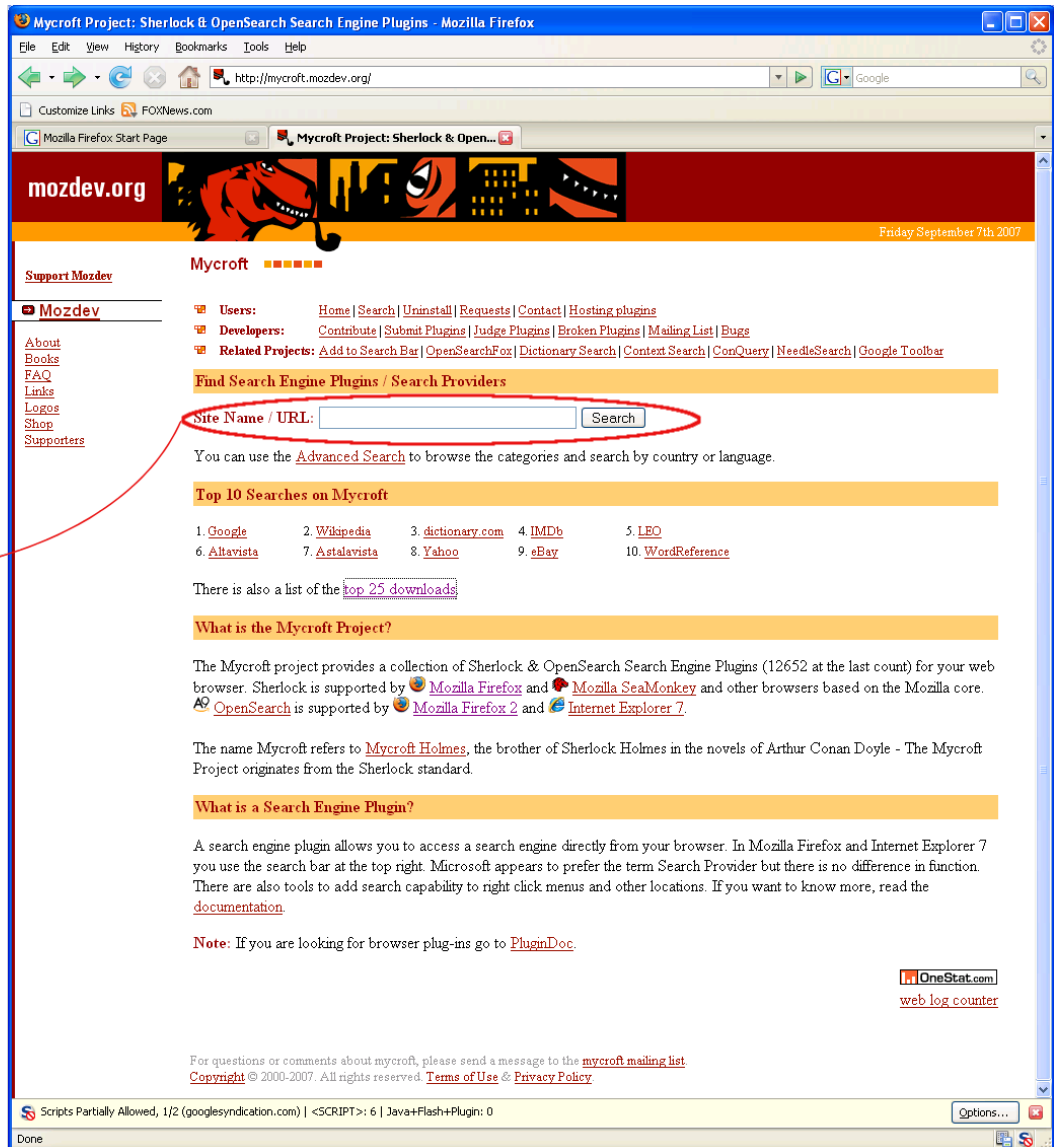 Mycroft Project: Sherlock & OpenSearch Search Engine Plugins - Mozilla Firefox
File Edit View History Bookmarks Tools Help
http://mycroft.mozdev.org/
G Google
Customize Links FOXNews.com
Mozilla Firefox Start Page
Mycroft Project: Sherlock & Open...
mozdev.org
Friday September 7th 2007
Support Mozdev
Mozdev
About
Books
FAQ
Links
Logos
Shop
Supporters
Mycroft
Users: Home | Search | Uninstall | Requests | Contact | Hosting plugins
Developers: Contribute | Submit Plugins | Judge Plugins | Broken Plugins | Mailing List | Bugs
Related Projects: Add to Search Bar | OpenSearchFox | Dictionary Search | Context Search | ConQuery | NeedleSearch | Google Toolbar
Find Search Engine Plugins / Search Providers
Site Name / URL: Search
You can use the Advanced Search to browse the categories and search by country or language.
Top 10 Searches on Mycroft
1. Google 2. Wikipedia 3. dictionary.com 4. IMDb 5. LEO
6. Altavista 7. Astalavista 8. Yahoo 9. eBay 10. WordReference
There is also a list of the top 25 downloads.
What is the Mycroft Project?
The Mycroft project provides a collection of Sherlock & OpenSearch Search Engine Plugins (12652 at the last count) for your web
browser. Sherlock is supported by Mozilla Firefox and Mozilla SeaMonkey and other browsers based on the Mozilla core.
A9 OpenSearch is supported by Mozilla Firefox 2 and Internet Explorer 7.
The name Mycroft refers to Mycroft Holmes, the brother of Sherlock Holmes in the novels of Arthur Conan Doyle - The Mycroft
Project originates from the Sherlock standard.
What is a Search Engine Plugin?
A search engine plugin allows you to access a search engine directly from your browser. In Mozilla Firefox and Internet Explorer 7
you use the search bar at the top right. Microsoft appears to prefer the term Search Provider but there is no difference in function.
There are also tools to add search capability to right click menus and other locations. If you want to know more, read the
documentation.
Note: If you are looking for browser plug-ins go to PluginDoc.
OneStat.com
web log counter
For questions or comments about mycroft, please send a message to the mycroft mailing list.
Copyright © 2000-2007. All rights reserved. Terms of Use & Privacy Policy.
Scripts Partially Allowed, 1/2 (googlesyndication.com) | <SCRIPT>: 6 | Java+Flash+Plugin: 0
Options...
Done